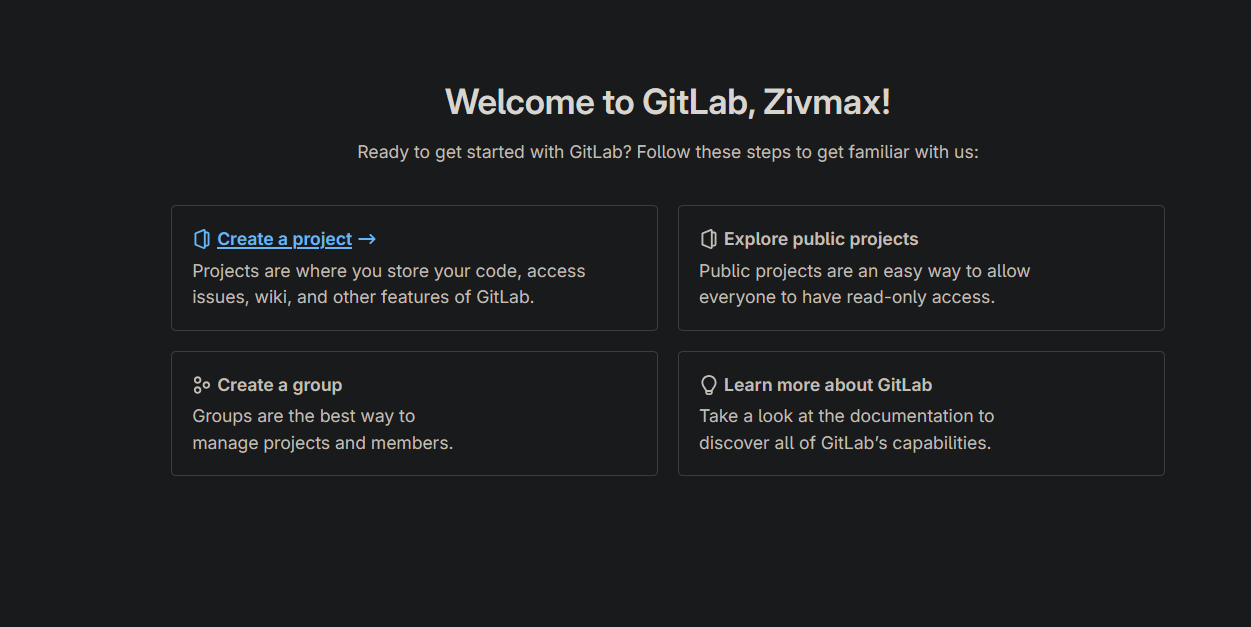 Welcome to GitLab, Zivmax!
Ready to get started with GitLab? Follow these steps to get familiar with us:
Create a project →
Projects are where you store your code, access
issues, wiki, and other features of GitLab.
Explore public projects
Public projects are an easy way to allow
everyone to have read-only access.
Create a group
Groups are the best way to
manage projects and members.
Learn more about GitLab
Take a look at the documentation to
discover all of GitLab’s capabilities.